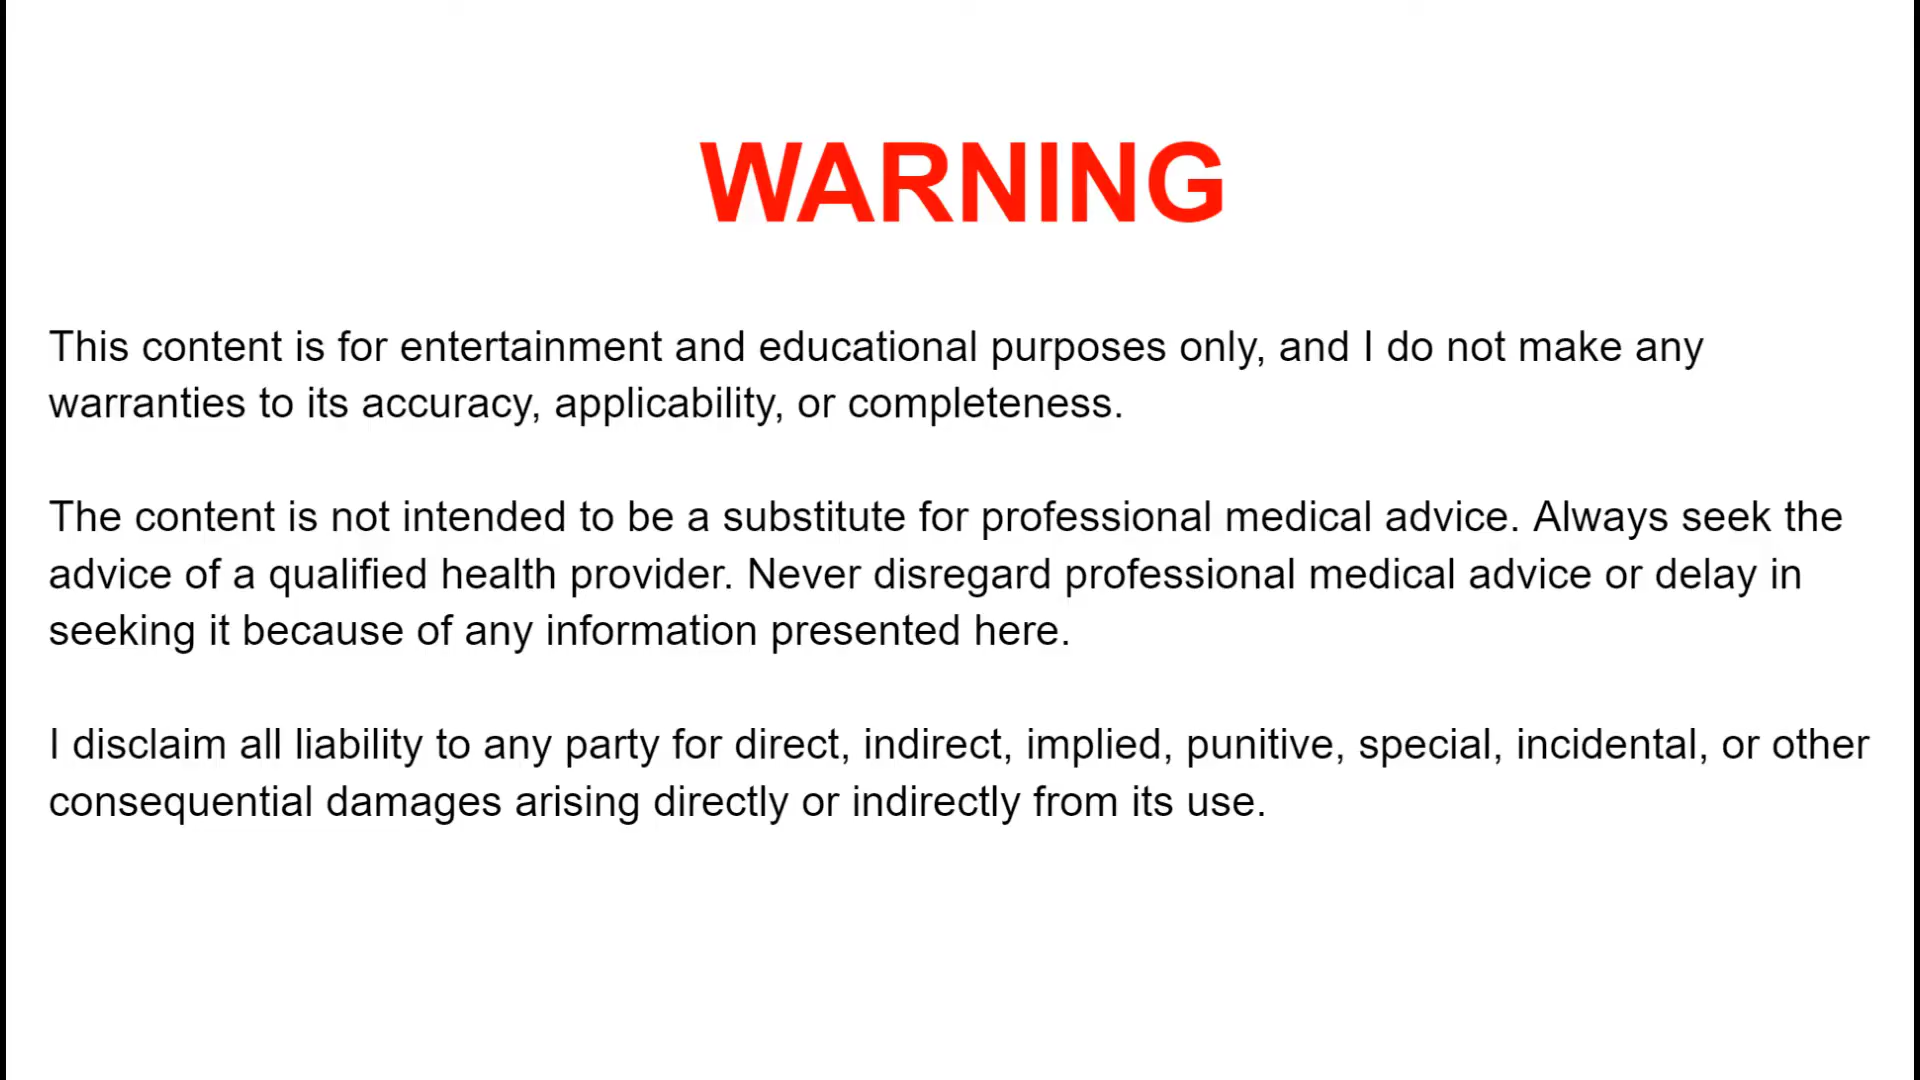 WARNING
This content is for entertainment and educational purposes only, and I do not make any
warranties to its accuracy, applicability, or completeness.
The content is not intended to be a substitute for professional medical advice. Always seek the
advice of a qualified health provider. Never disregard professional medical advice or delay in
seeking it because of any information presented here.
I disclaim all liability to any party for direct, indirect, implied, punitive, special, incidental, or other
consequential damages arising directly or indirectly from its use.